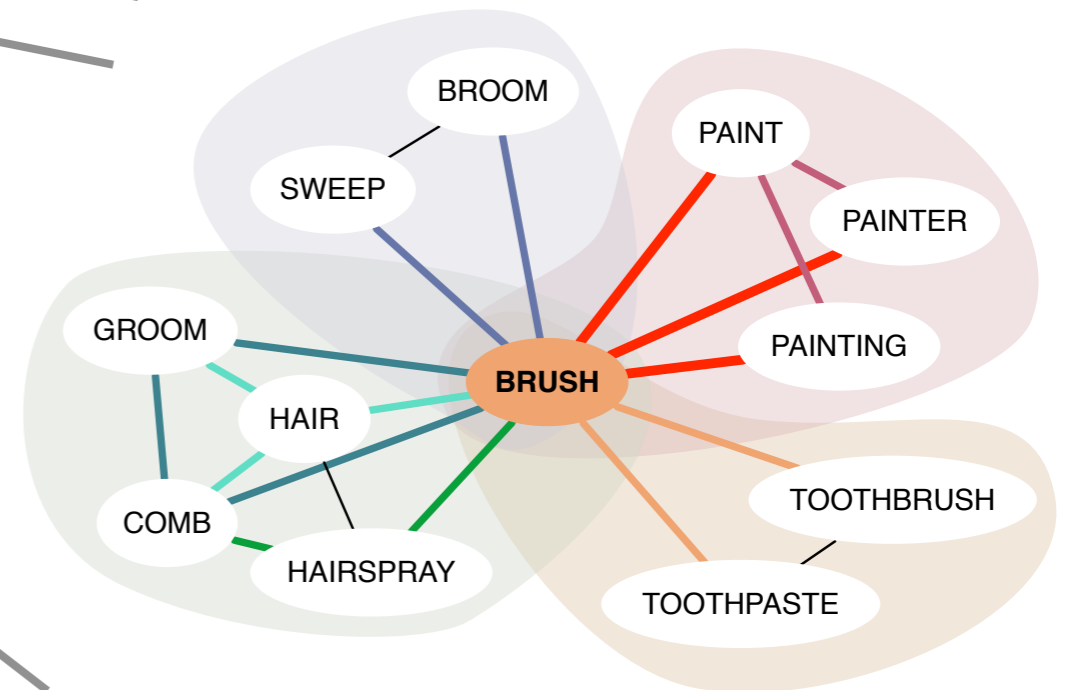 BROOM
PAINT
SWEEP
PAINTER
GROOM
PAINTING
BRUSH
HAIR
TOOTHBRUSH
COMB
HAIRSPRAY
TOOTHPASTE